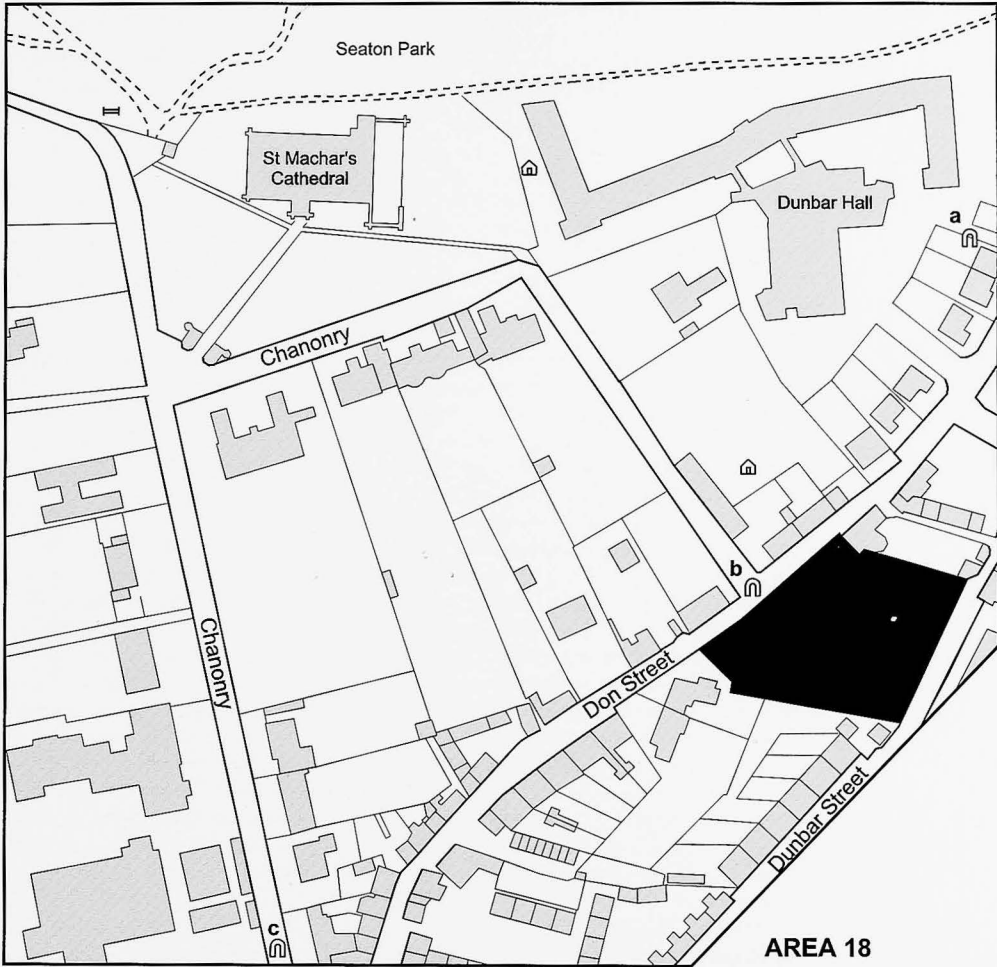 Seaton Park
St Machar's
Cathedral
Dunbar Hall
a
Chanonry
b
Chanonry
Don Street
Dunbar Street
c
AREA 18